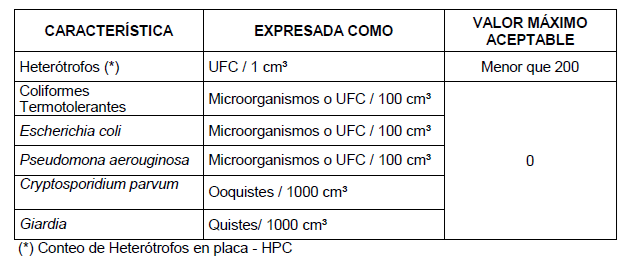 CARACTERÍSTICA EXPRESADA COMO VALOR MÁXIMO
ACEPTABLE
Heterótrofos (*) UFC / 1 cm³ Menor que 200
Coliformes
Termotolerantes Microorganismos o UFC / 100 cm³
Escherichia coli Microorganismos o UFC / 100 cm³
Pseudomona aerouginosa Microorganismos o UFC / 100 cm³ 0
Cryptosporidium parvum Ooquistes / 1000 cm³
Giardia Quistes/ 1000 cm³
(*) Conteo de Heterótrofos en placa - HPC